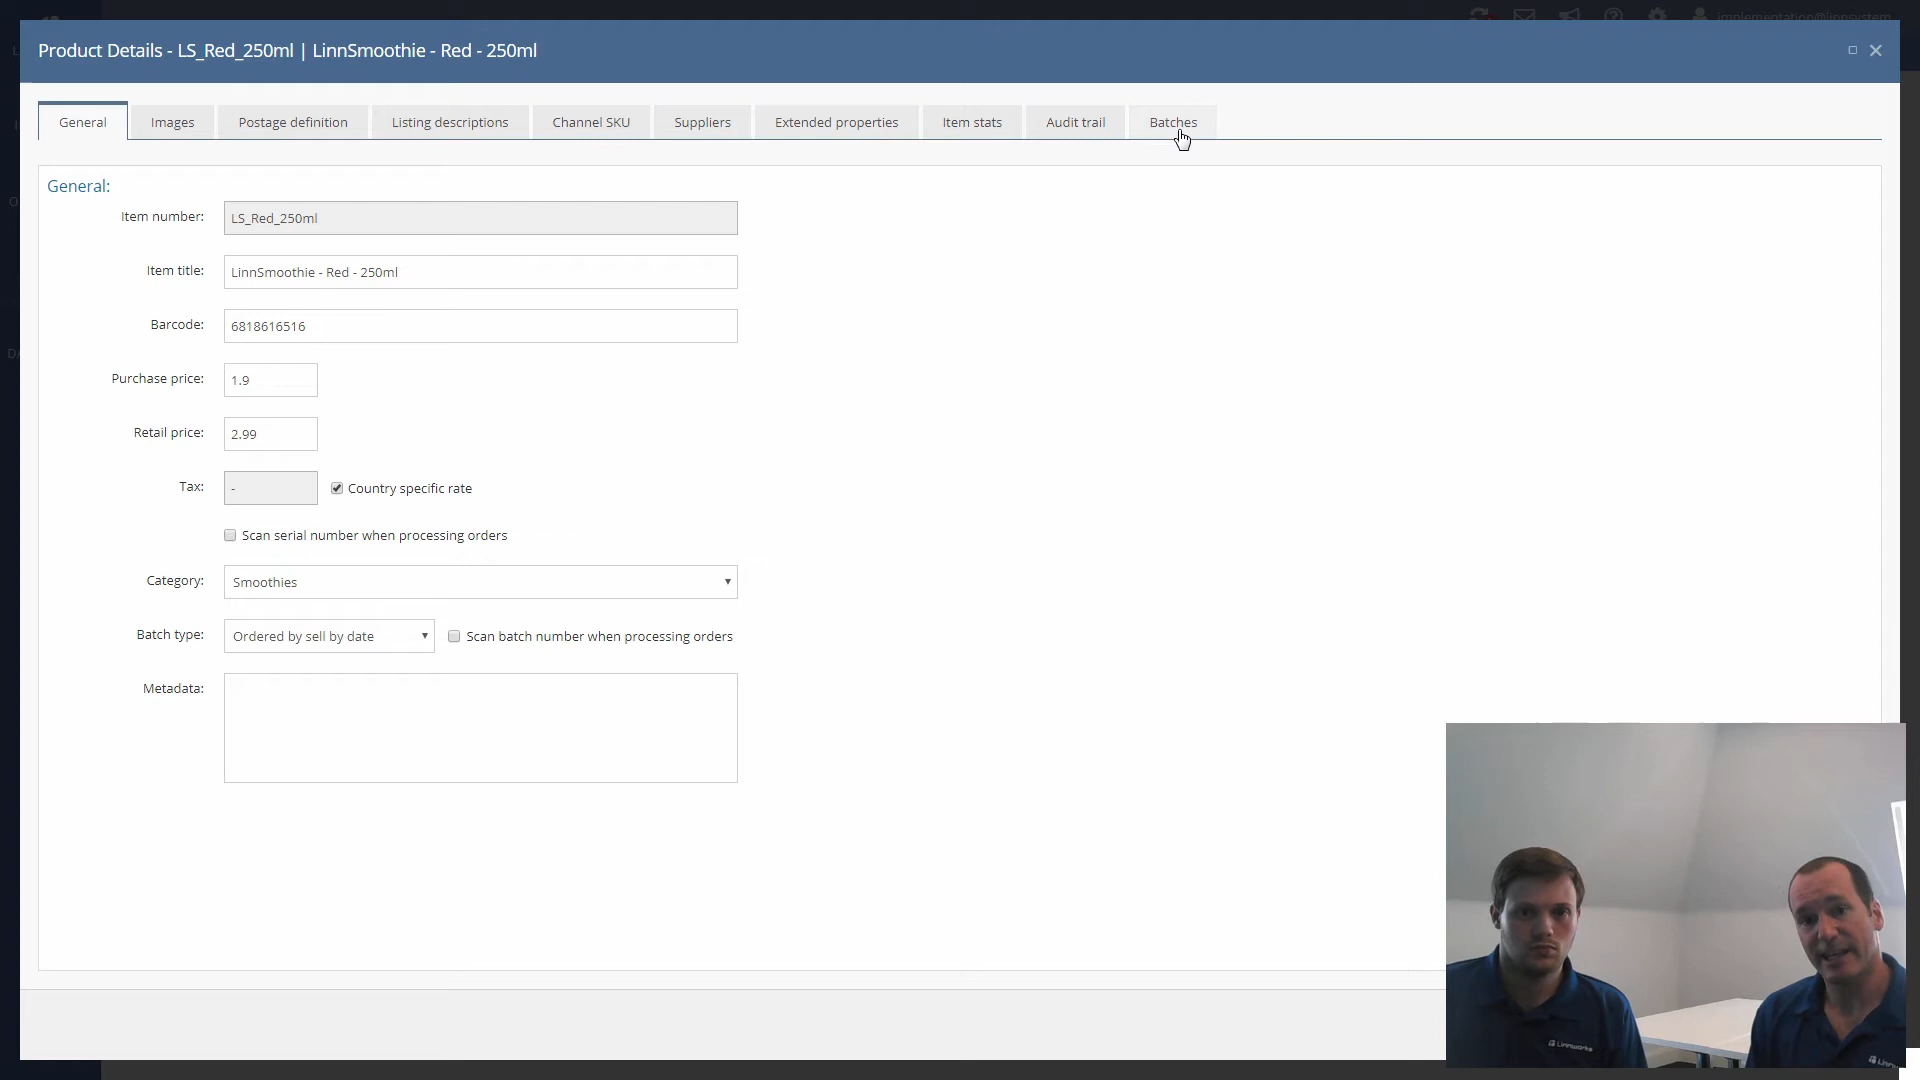 Product Details - LS_Red_250ml | LinnSmoothie - Red - 250ml
General
Images
Postage definition
Listing descriptions
Channel SKU
Suppliers
Extended properties
Item stats
Audit trail
Batches
General:
Item number:
LS_Red_250ml
Item title:
LinnSmoothie - Red - 250ml
Barcode:
6818616516
Purchase price:
1.9
Retail price:
2.99
Tax:
-
Country specific rate
Scan serial number when processing orders
Category:
Smoothies
Batch type:
Ordered by sell by date
Scan batch number when processing orders
Metadata:
Linnworks